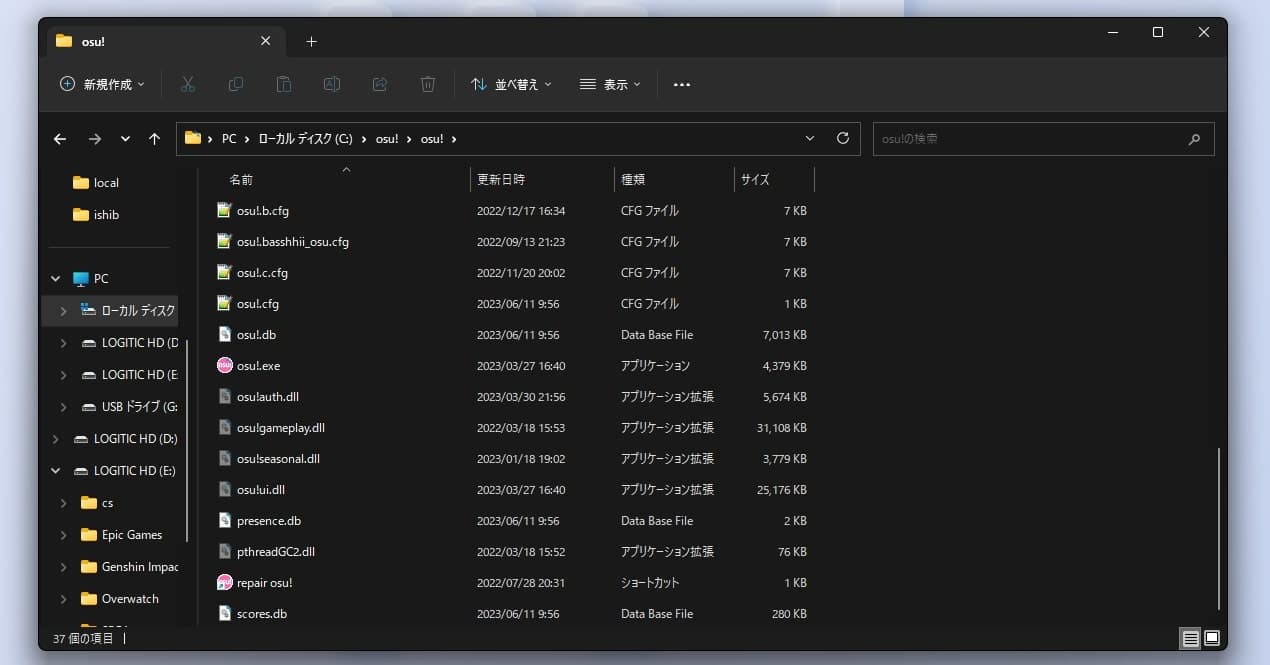 osu!
新規作成
並べ替え
表示
PC
ローカル ディスク (C:)
osu!
osu!
osu!の検索
local
ishib
PC
ローカル ディスク
LOGITIC HD (D
LOGITIC HD (E
USB ドライブ (G:
LOGITIC HD (D:)
LOGITIC HD (E:)
cs
Epic Games
Genshin Impac
Overwatch
名前 更新日時 種類 サイズ
osu!.b.cfg 2022/12/17 16:34 CFG ファイル 7 KB
osu!.basshhii_osu.cfg 2022/09/13 21:23 CFG ファイル 7 KB
osu!.c.cfg 2022/11/20 20:02 CFG ファイル 7 KB
osu!.cfg 2023/06/11 9:56 CFG ファイル 1 KB
osu!.db 2023/06/11 9:56 Data Base File 7,013 KB
osu!.exe 2023/03/27 16:40 アプリケーション 4,379 KB
osu!auth.dll 2023/03/30 21:56 アプリケーション拡張 5,674 KB
osu!gameplay.dll 2022/03/18 15:53 アプリケーション拡張 31,108 KB
osu!seasonal.dll 2023/01/18 19:02 アプリケーション拡張 3,779 KB
osu!ui.dll 2023/03/27 16:40 アプリケーション拡張 25,176 KB
presence.db 2023/06/11 9:56 Data Base File 2 KB
pthreadGC2.dll 2022/03/18 15:52 アプリケーション拡張 76 KB
repair osu! 2022/07/28 20:31 ショートカット 1 KB
scores.db 2023/06/11 9:56 Data Base File 280 KB
37 個の項目